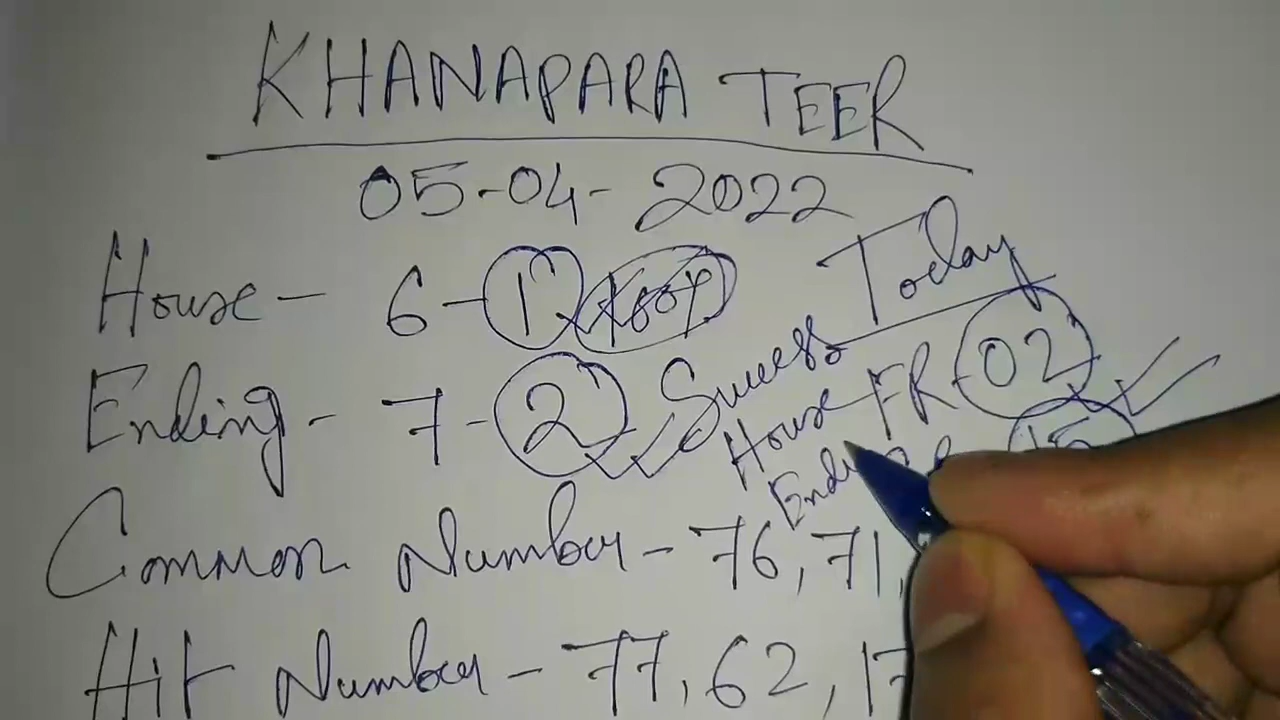 KHANAPARA TEER
05-04-2022
House - 6-1
Ending - 7-2 Success Today
House FR-02
Common Number - 76, 71,
Hit Number - 77, 62, 17